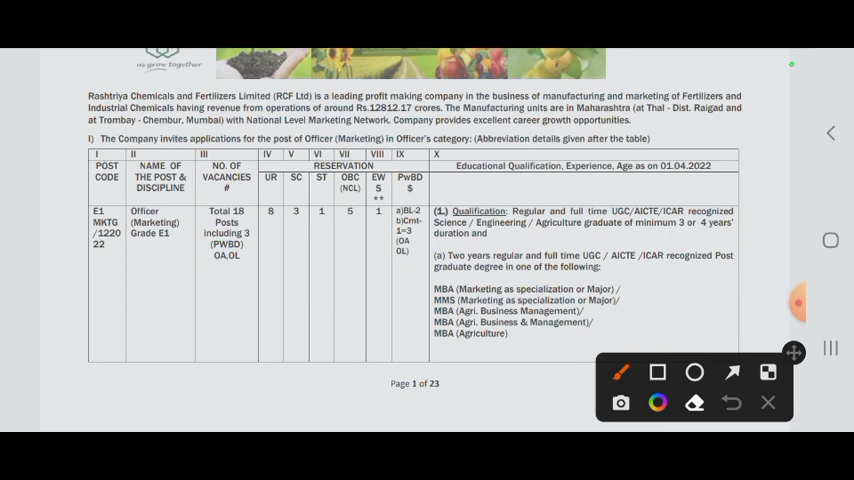 us grow together
Rashtriya Chemicals and Fertilizers Limited (RCF Ltd) is a leading profit making company in the business of manufacturing and marketing of Fertilizers and
Industrial Chemicals having revenue from operations of around Rs.12812.17 crores. The Manufacturing units are in Maharashtra (at Thal - Dist. Raigad and
at Trombay - Chembur, Mumbai) with National Level Marketing Network. Company provides excellent career growth opportunities.
I) The Company invites applications for the post of Officer (Marketing) in Officer's category: (Abbreviation details given after the table)
I II III IV V VI VII VIII IX X
POST CODE
NAME OF THE POST & DISCIPLINE
NO. OF VACANCIES #
RESERVATION
UR SC ST OBC (NCL) EW S ** PwBD $
Educational Qualification, Experience, Age as on 01.04.2022
E1
MKTG
/1220
22
Officer
(Marketing)
Grade E1
Total 18
Posts
including 3
(PWBD)
OA,OL
8 3 1 5 1
a)BL-2
b)Crnt-
1=3
(OA
OL)
(1.) Qualification: Regular and full time UGC/AICTE/ICAR recognized
Science / Engineering / Agriculture graduate of minimum 3 or 4 years'
duration and
(a) Two years regular and full time UGC / AICTE /ICAR recognized Post
graduate degree in one of the following:
MBA (Marketing as specialization or Major) /
MMS (Marketing as specialization or Major)/
MBA (Agri. Business Management)/
MBA (Agri. Business & Management)/
MBA (Agriculture)
Page 1 of 23